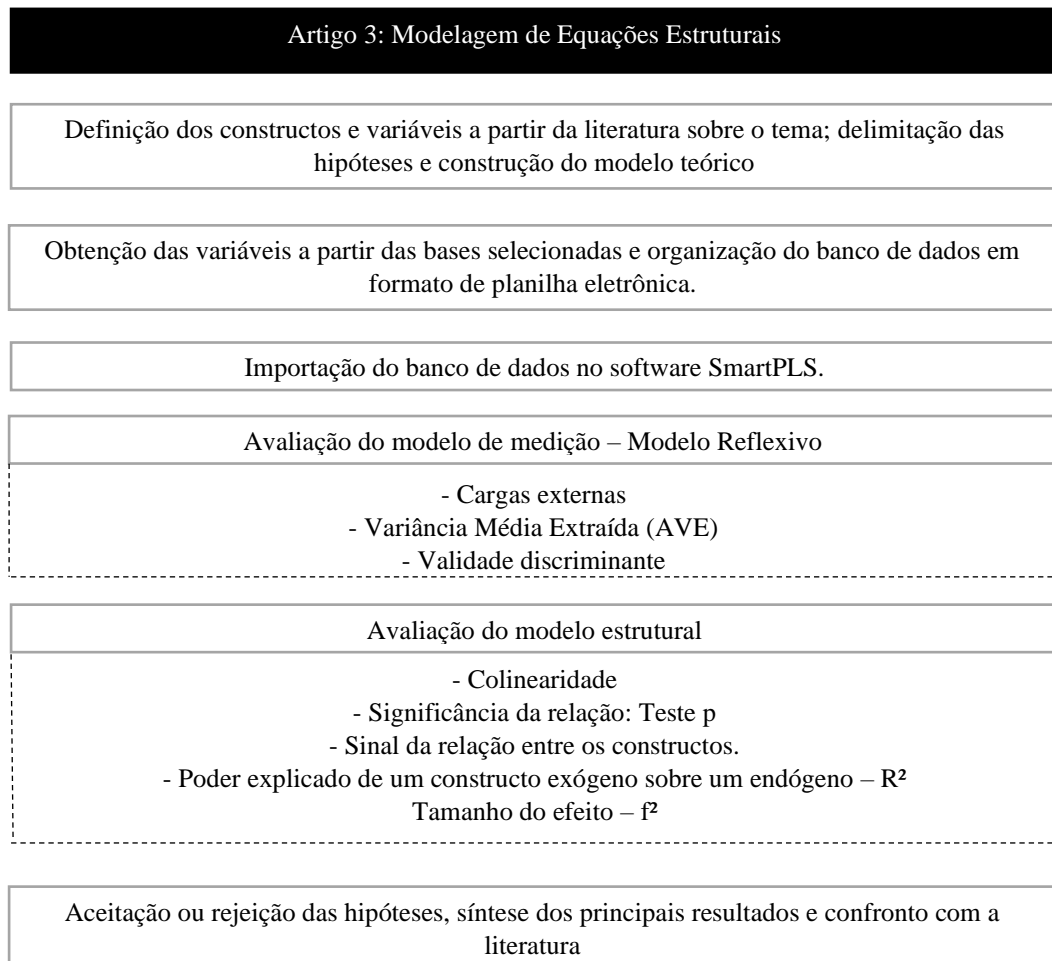 Artigo 3: Modelagem de Equações Estruturais
Definição dos constructos e variáveis a partir da literatura sobre o tema; delimitação das
hipóteses e construção do modelo teórico
Obtenção das variáveis a partir das bases selecionadas e organização do banco de dados em
formato de planilha eletrônica.
Importação do banco de dados no software SmartPLS.
Avaliação do modelo de medição – Modelo Reflexivo
- Cargas externas
- Variância Média Extraída (AVE)
- Validade discriminante
Avaliação do modelo estrutural
- Colinearidade
- Significância da relação: Teste p
- Sinal da relação entre os constructos.
- Poder explicado de um constructo exógeno sobre um endógeno – R²
Tamanho do efeito – f²
Aceitação ou rejeição das hipóteses, síntese dos principais resultados e confronto com a
literatura